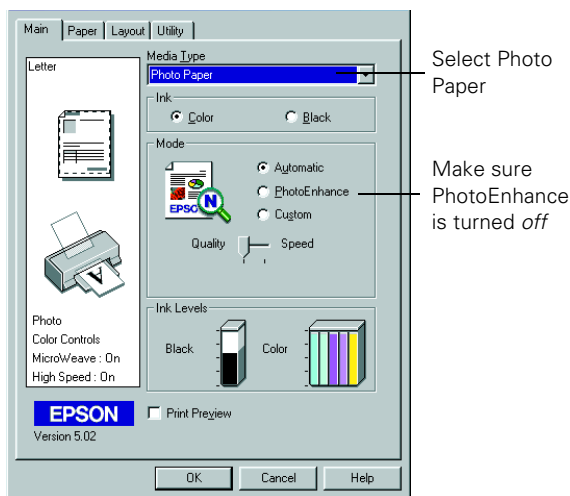 Main Paper Layout Utility
Letter
Media Type
Photo Paper
Select Photo
Paper
Ink
Color Black
Mode
Automatic
PhotoEnhance
Custom
EPSO
N
Quality Speed
Make sure
PhotoEnhance
is turned off
A
Photo
Color Controls
MicroWeave : On
High Speed : On
Ink Levels
Black Color
EPSON
Version 5.02
Print Preview
OK Cancel Help